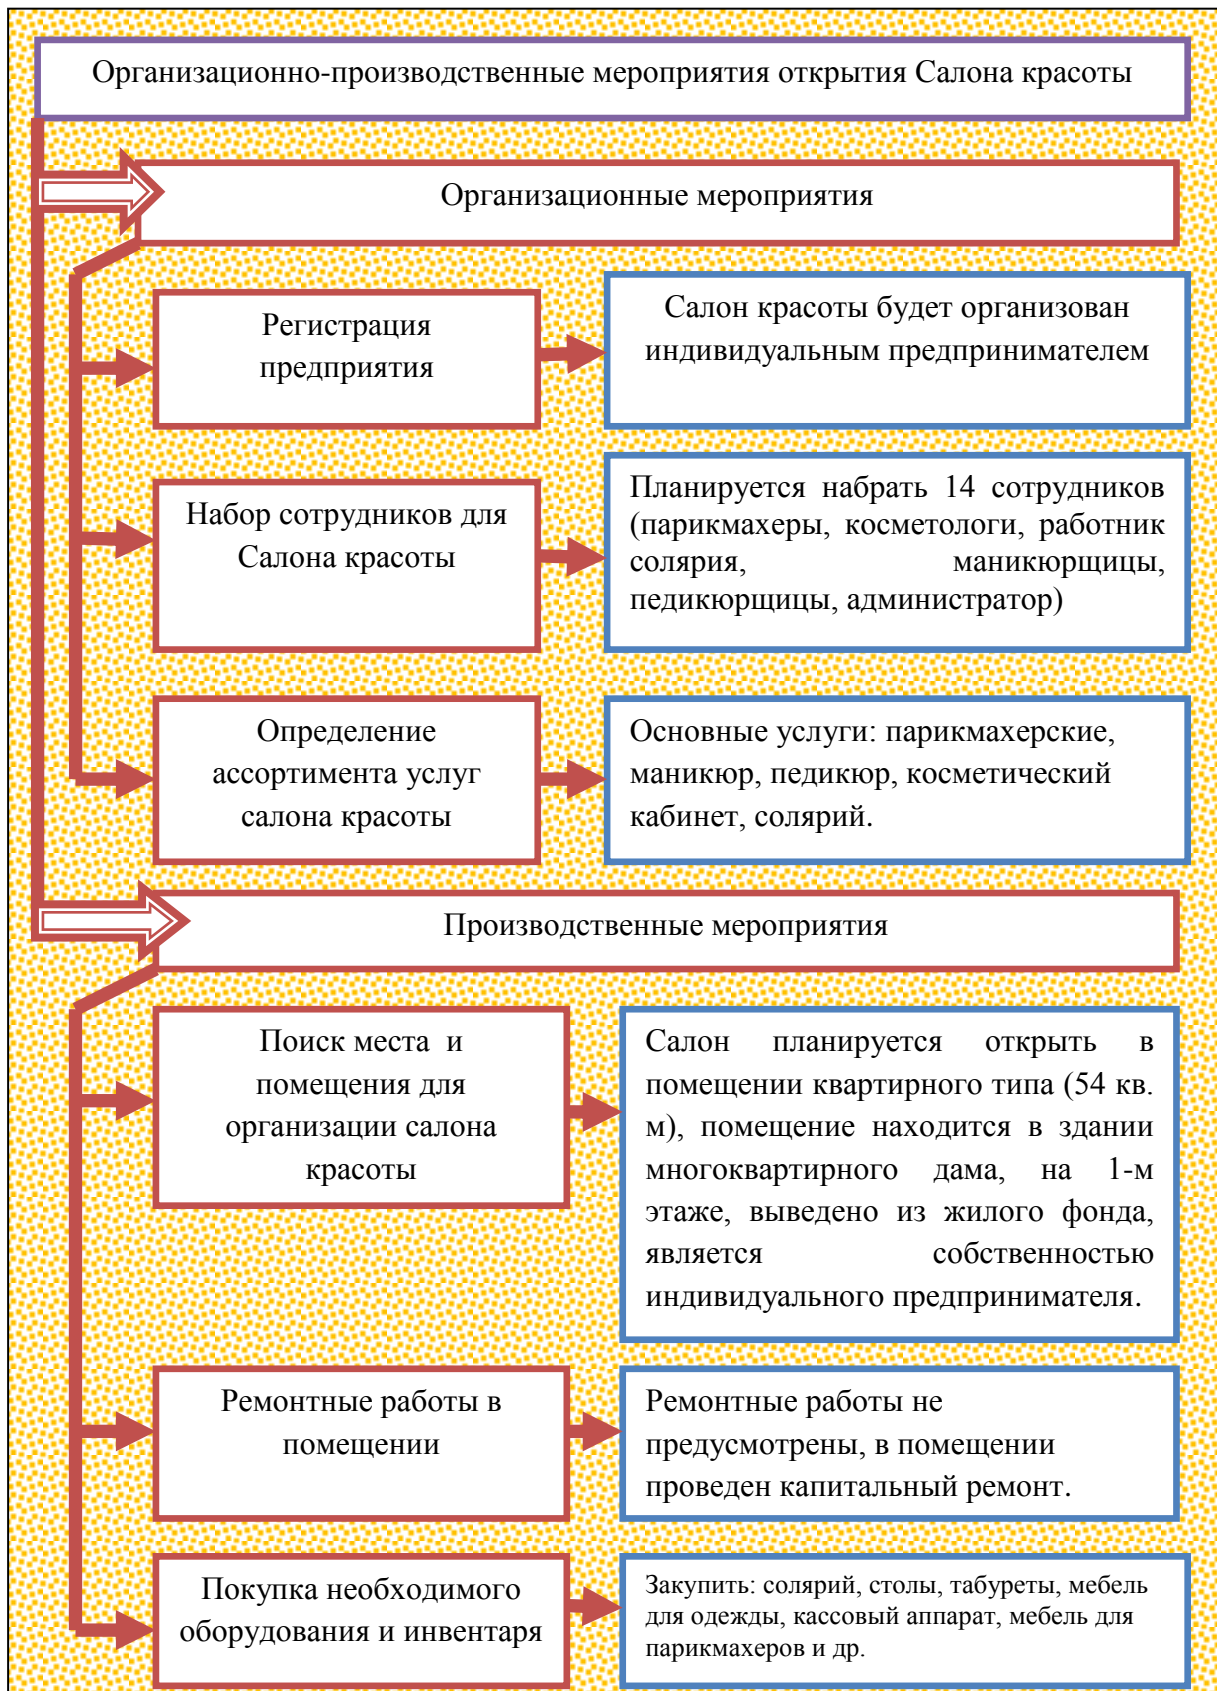 Организационно-производственные мероприятия открытия Салона красоты
Организационные мероприятия
Регистрация
предприятия
Салон красоты будет организован
индивидуальным предпринимателем
Набор сотрудников для
Салона красоты
Планируется набрать 14 сотрудников
(парикмахеры, косметологи, работник
солярия, маникюрщицы,
педикюрщицы, администратор)
Определение
ассортимента услуг
салона красоты
Основные услуги: парикмахерские,
маникюр, педикюр, косметический
кабинет, солярий.
Производственные мероприятия
Поиск места и
помещения для
организации салона
красоты
Салон планируется открыть в
помещении квартирного типа (54 кв.
м), помещение находится в здании
многоквартирного дама, на 1-м
этаже, выведено из жилого фонда,
является собственностью
индивидуального предпринимателя.
Ремонтные работы в
помещении
Ремонтные работы не
предусмотрены, в помещении
проведен капитальный ремонт.
Покупка необходимого
оборудования и инвентаря
Закупить: солярий, столы, табуреты, мебель
для одежды, кассовый аппарат, мебель для
парикмахеров и др.